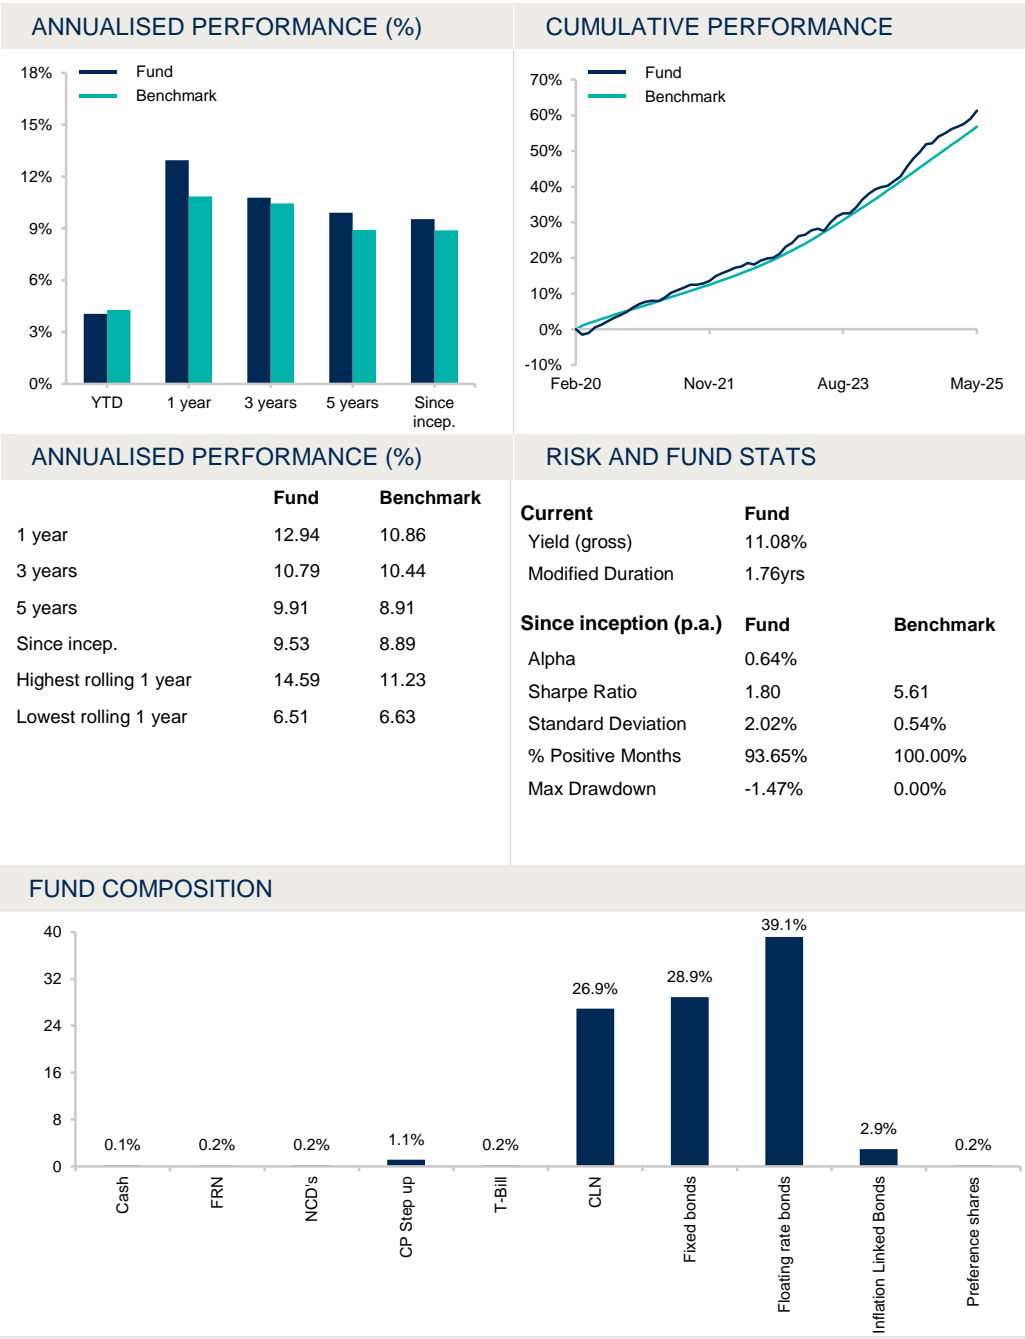 ANNUALISED PERFORMANCE (%)
18%
15%
12%
9%
6%
3%
0%
Fund
Benchmark
YTD
1 year
3 years
5 years
Since
incep.
CUMULATIVE PERFORMANCE
70%
60%
50%
40%
30%
20%
10%
0%
-10%
Fund
Benchmark
Feb-20
Nov-21
Aug-23
May-25
ANNUALISED PERFORMANCE (%)
Fund Benchmark
1 year 12.94 10.86
3 years 10.79 10.44
5 years 9.91 8.91
Since incep. 9.53 8.89
Highest rolling 1 year 14.59 11.23
Lowest rolling 1 year 6.51 6.63
RISK AND FUND STATS
Current Fund
Yield (gross) 11.08%
Modified Duration 1.76yrs
Since inception (p.a.) Fund Benchmark
Alpha 0.64%
Sharpe Ratio 1.80 5.61
Standard Deviation 2.02% 0.54%
% Positive Months 93.65% 100.00%
Max Drawdown -1.47% 0.00%
FUND COMPOSITION
40
32
24
16
8
0
0.1%
0.2%
0.2%
1.1%
0.2%
26.9%
28.9%
39.1%
2.9%
0.2%
Cash
FRN
NCD's
CP Step up
T-Bill
CLN
Fixed bonds
Floating rate bonds
Inflation Linked Bonds
Preference shares